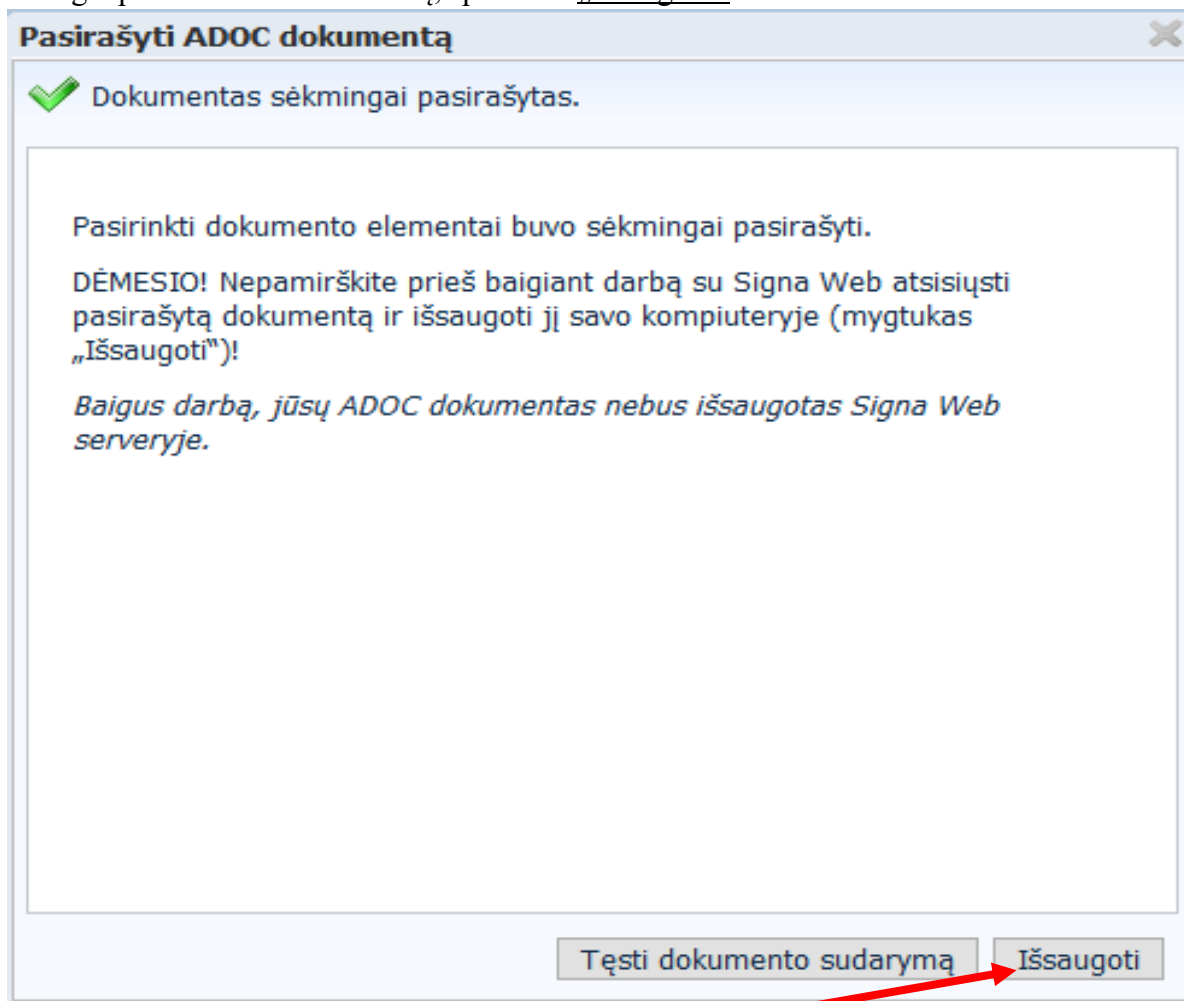 Pasirašyti ADOC dokumentą
Dokumentas sėkmingai pasirašytas.
Pasirinkti dokumento elementai buvo sėkmingai pasirašyti.
DĖMESIO! Nepamirškite prieš baigiant darbą su Signa Web atsisiųsti
pasirašytą dokumentą ir išsaugoti jį savo kompiuteryje (mygtukas
„Išsaugoti“)!
Baigus darbą, jūsų ADOC dokumentas nebus išsaugotas Signa Web
serveryje.
Tęsti dokumento sudarymą
Išsaugoti